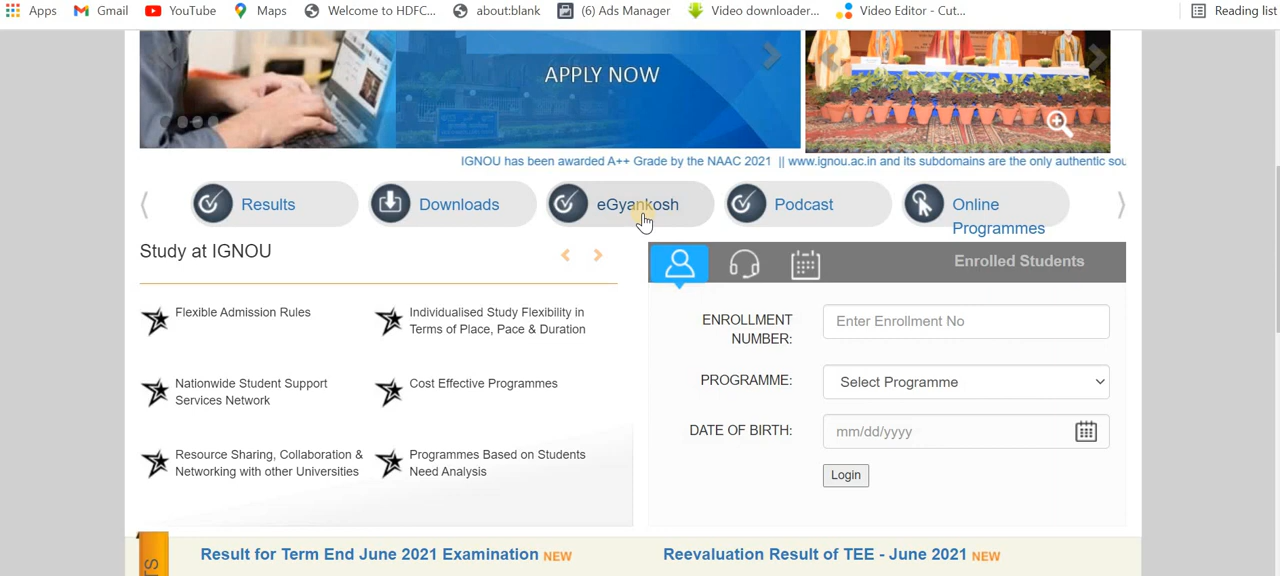 Apps Gmail YouTube Maps Welcome to HDFC... about:blank (6) Ads Manager Video downloader... Video Editor - Cut... Reading list
APPLY NOW
IGNOU has been awarded A++ Grade by the NAAC 2021 || www.ignou.ac.in and its subdomains are the only authentic sou
Results Downloads eGyankosh Podcast Online
Programmes
Study at IGNOU
Enrolled Students
Flexible Admission Rules
Individualised Study Flexibility in
Terms of Place, Pace & Duration
Nationwide Student Support
Services Network
Cost Effective Programmes
Resource Sharing, Collaboration &
Networking with other Universities
Programmes Based on Students
Need Analysis
ENROLLMENT
NUMBER:
Enter Enrollment No
PROGRAMME:
Select Programme
DATE OF BIRTH:
mm/dd/yyyy
Login
TS
Result for Term End June 2021 Examination NEW
Reevaluation Result of TEE - June 2021 NEW